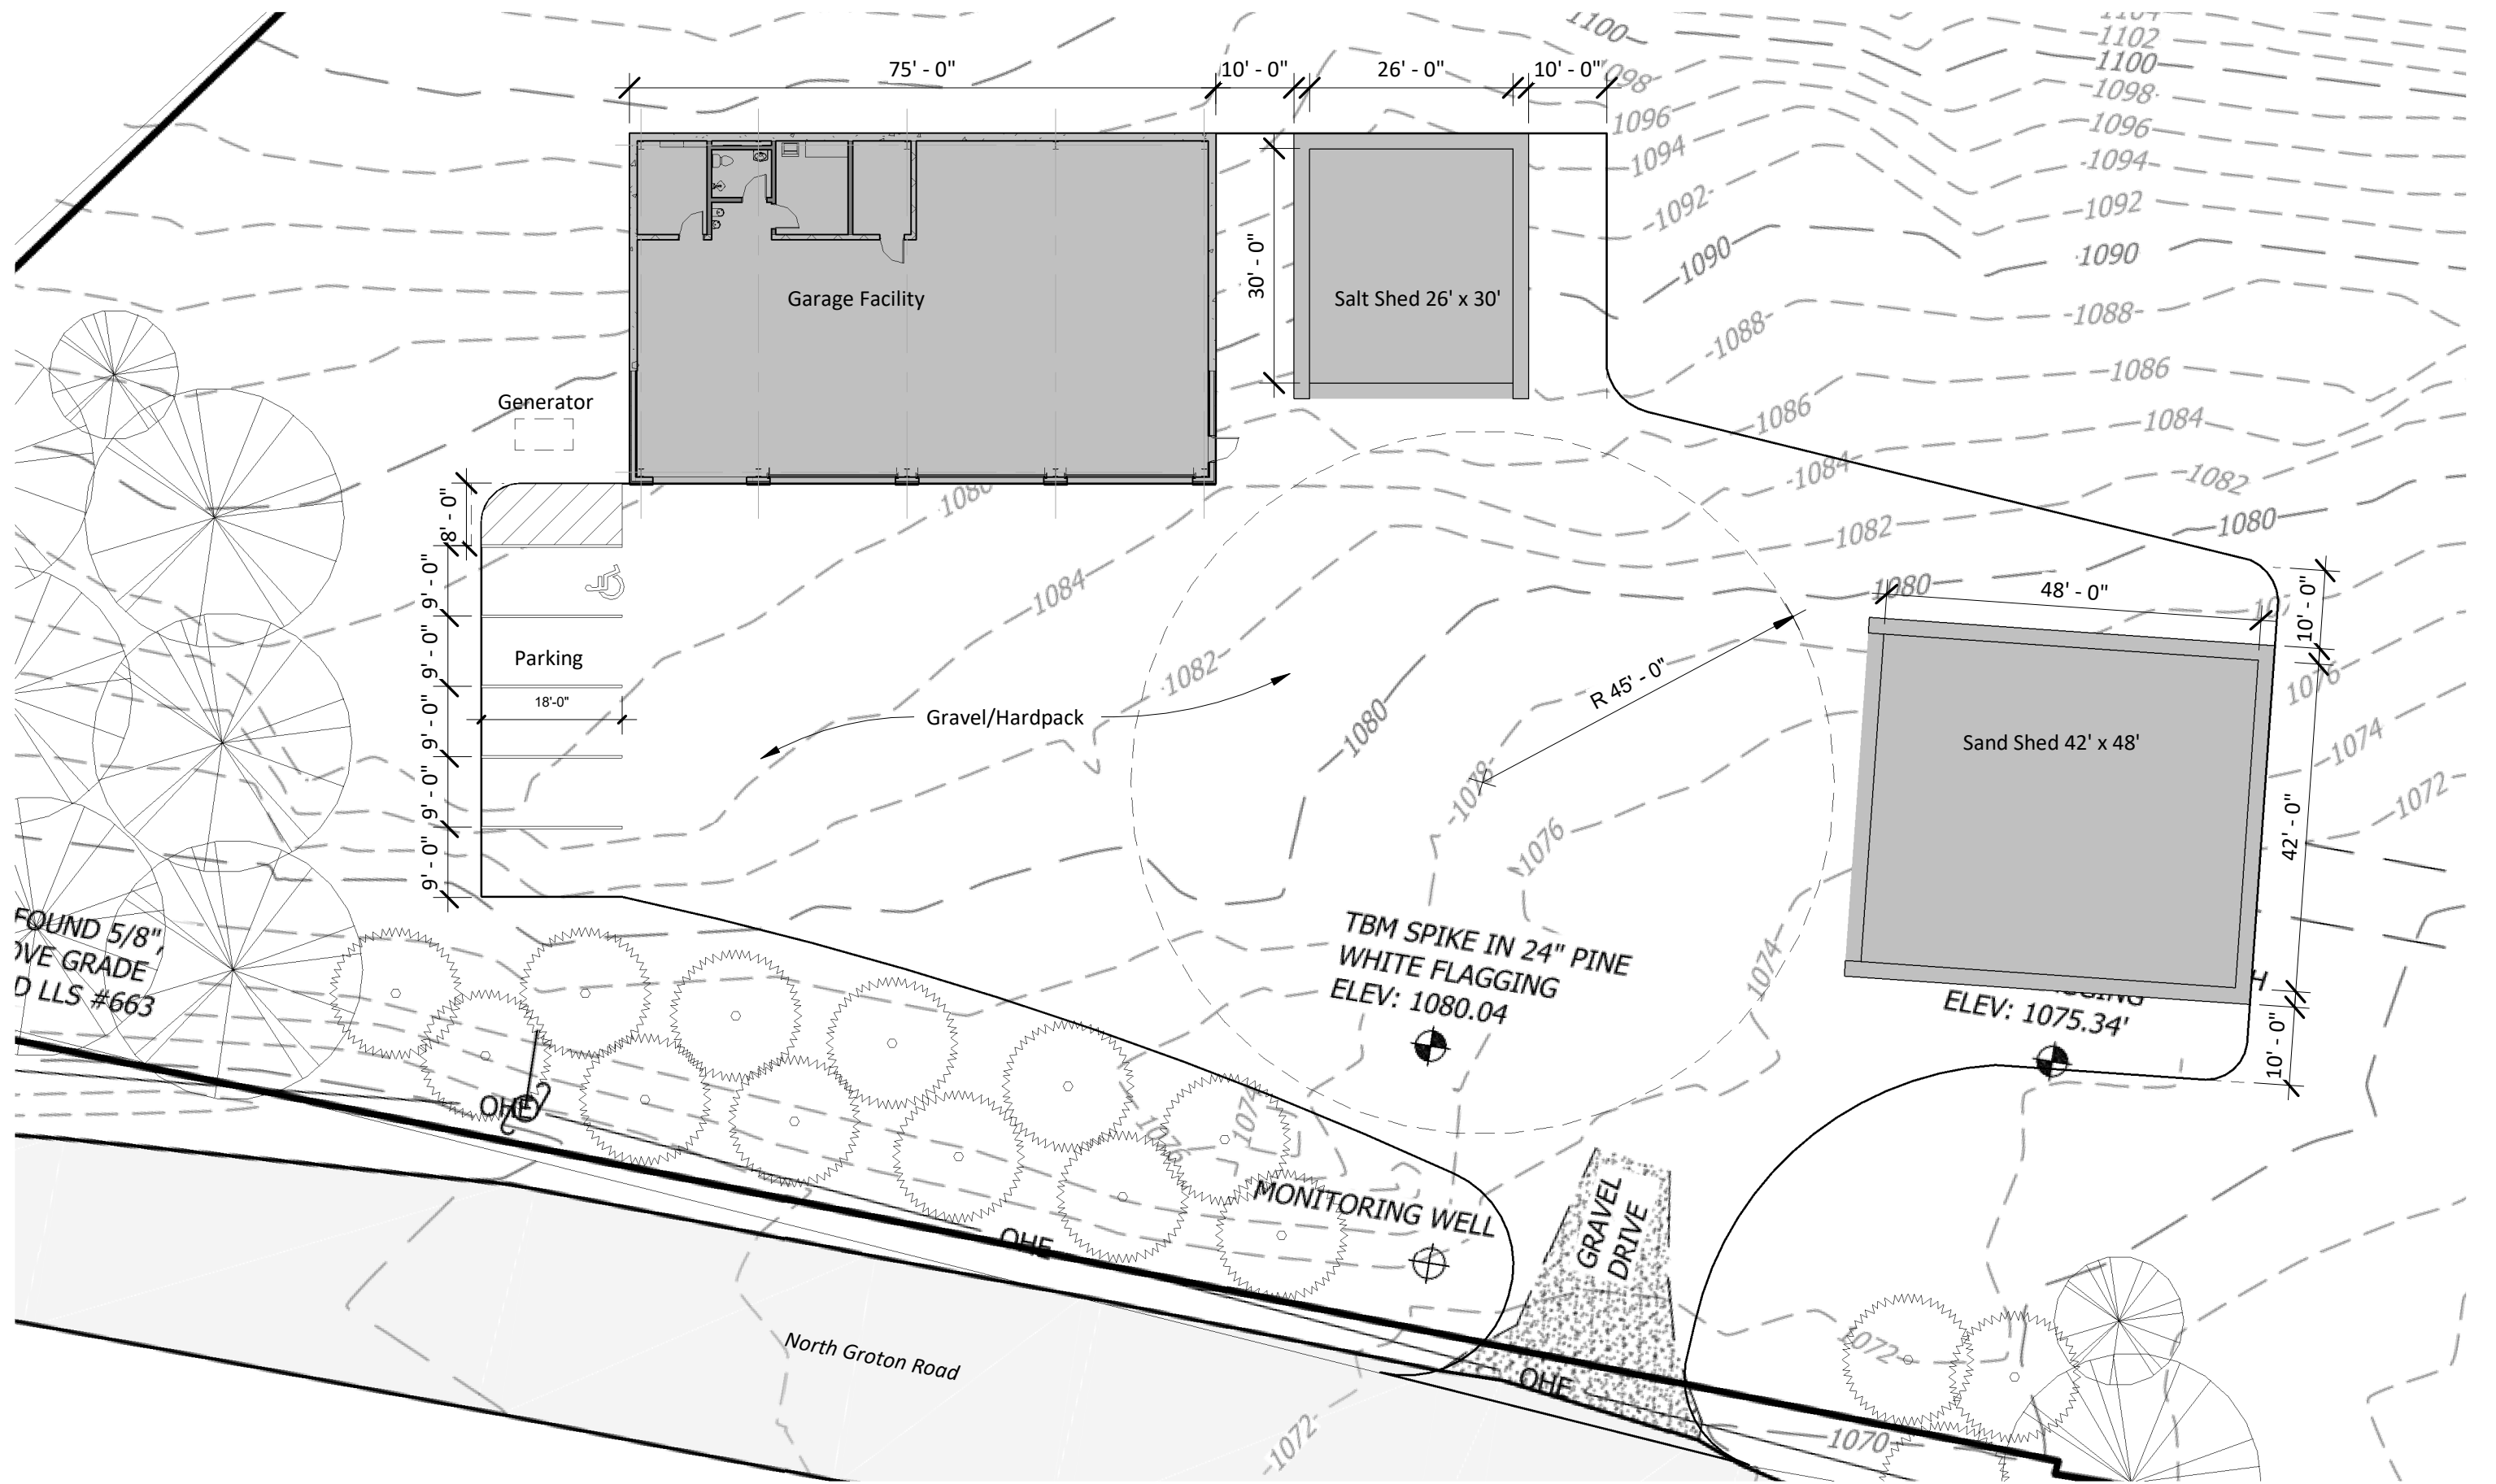 1104
1100
1102
75' - 0"
10' - 0"
26' - 0"
10' - 0"
1098
1100
1098
1096
1096
1094
1094
1092
1092
1090
1090
30' - 0"
Garage Facility
Salt Shed 26' x 30'
1088
1088
1086
1086
1084
Generator
1084
1082
1080
1080
1082
8' - 0"
9' - 0"
1084
1080
48' - 0"
10' - 0"
9' - 0"
Parking
1082
R 45' - 0"
1076
18'-0"
Gravel/Hardpack
1080
Sand Shed 42' x 48'
1074
9' - 0"
1078
1072
9' - 0"
1076
42' - 0"
9' - 0"
FOUND 5/8",
OVE GRADE
D LLS #663
TBM SPIKE IN 24" PINE
WHITE FLAGGING
ELEV: 1080.04
1074
H
ELEV: 1075.34'
10' - 0"
OHE
1076
1074
MONITORING WELL
GRAVEL
DRIVE
OHE
North Groton Road
OHE
1072
1072
1070